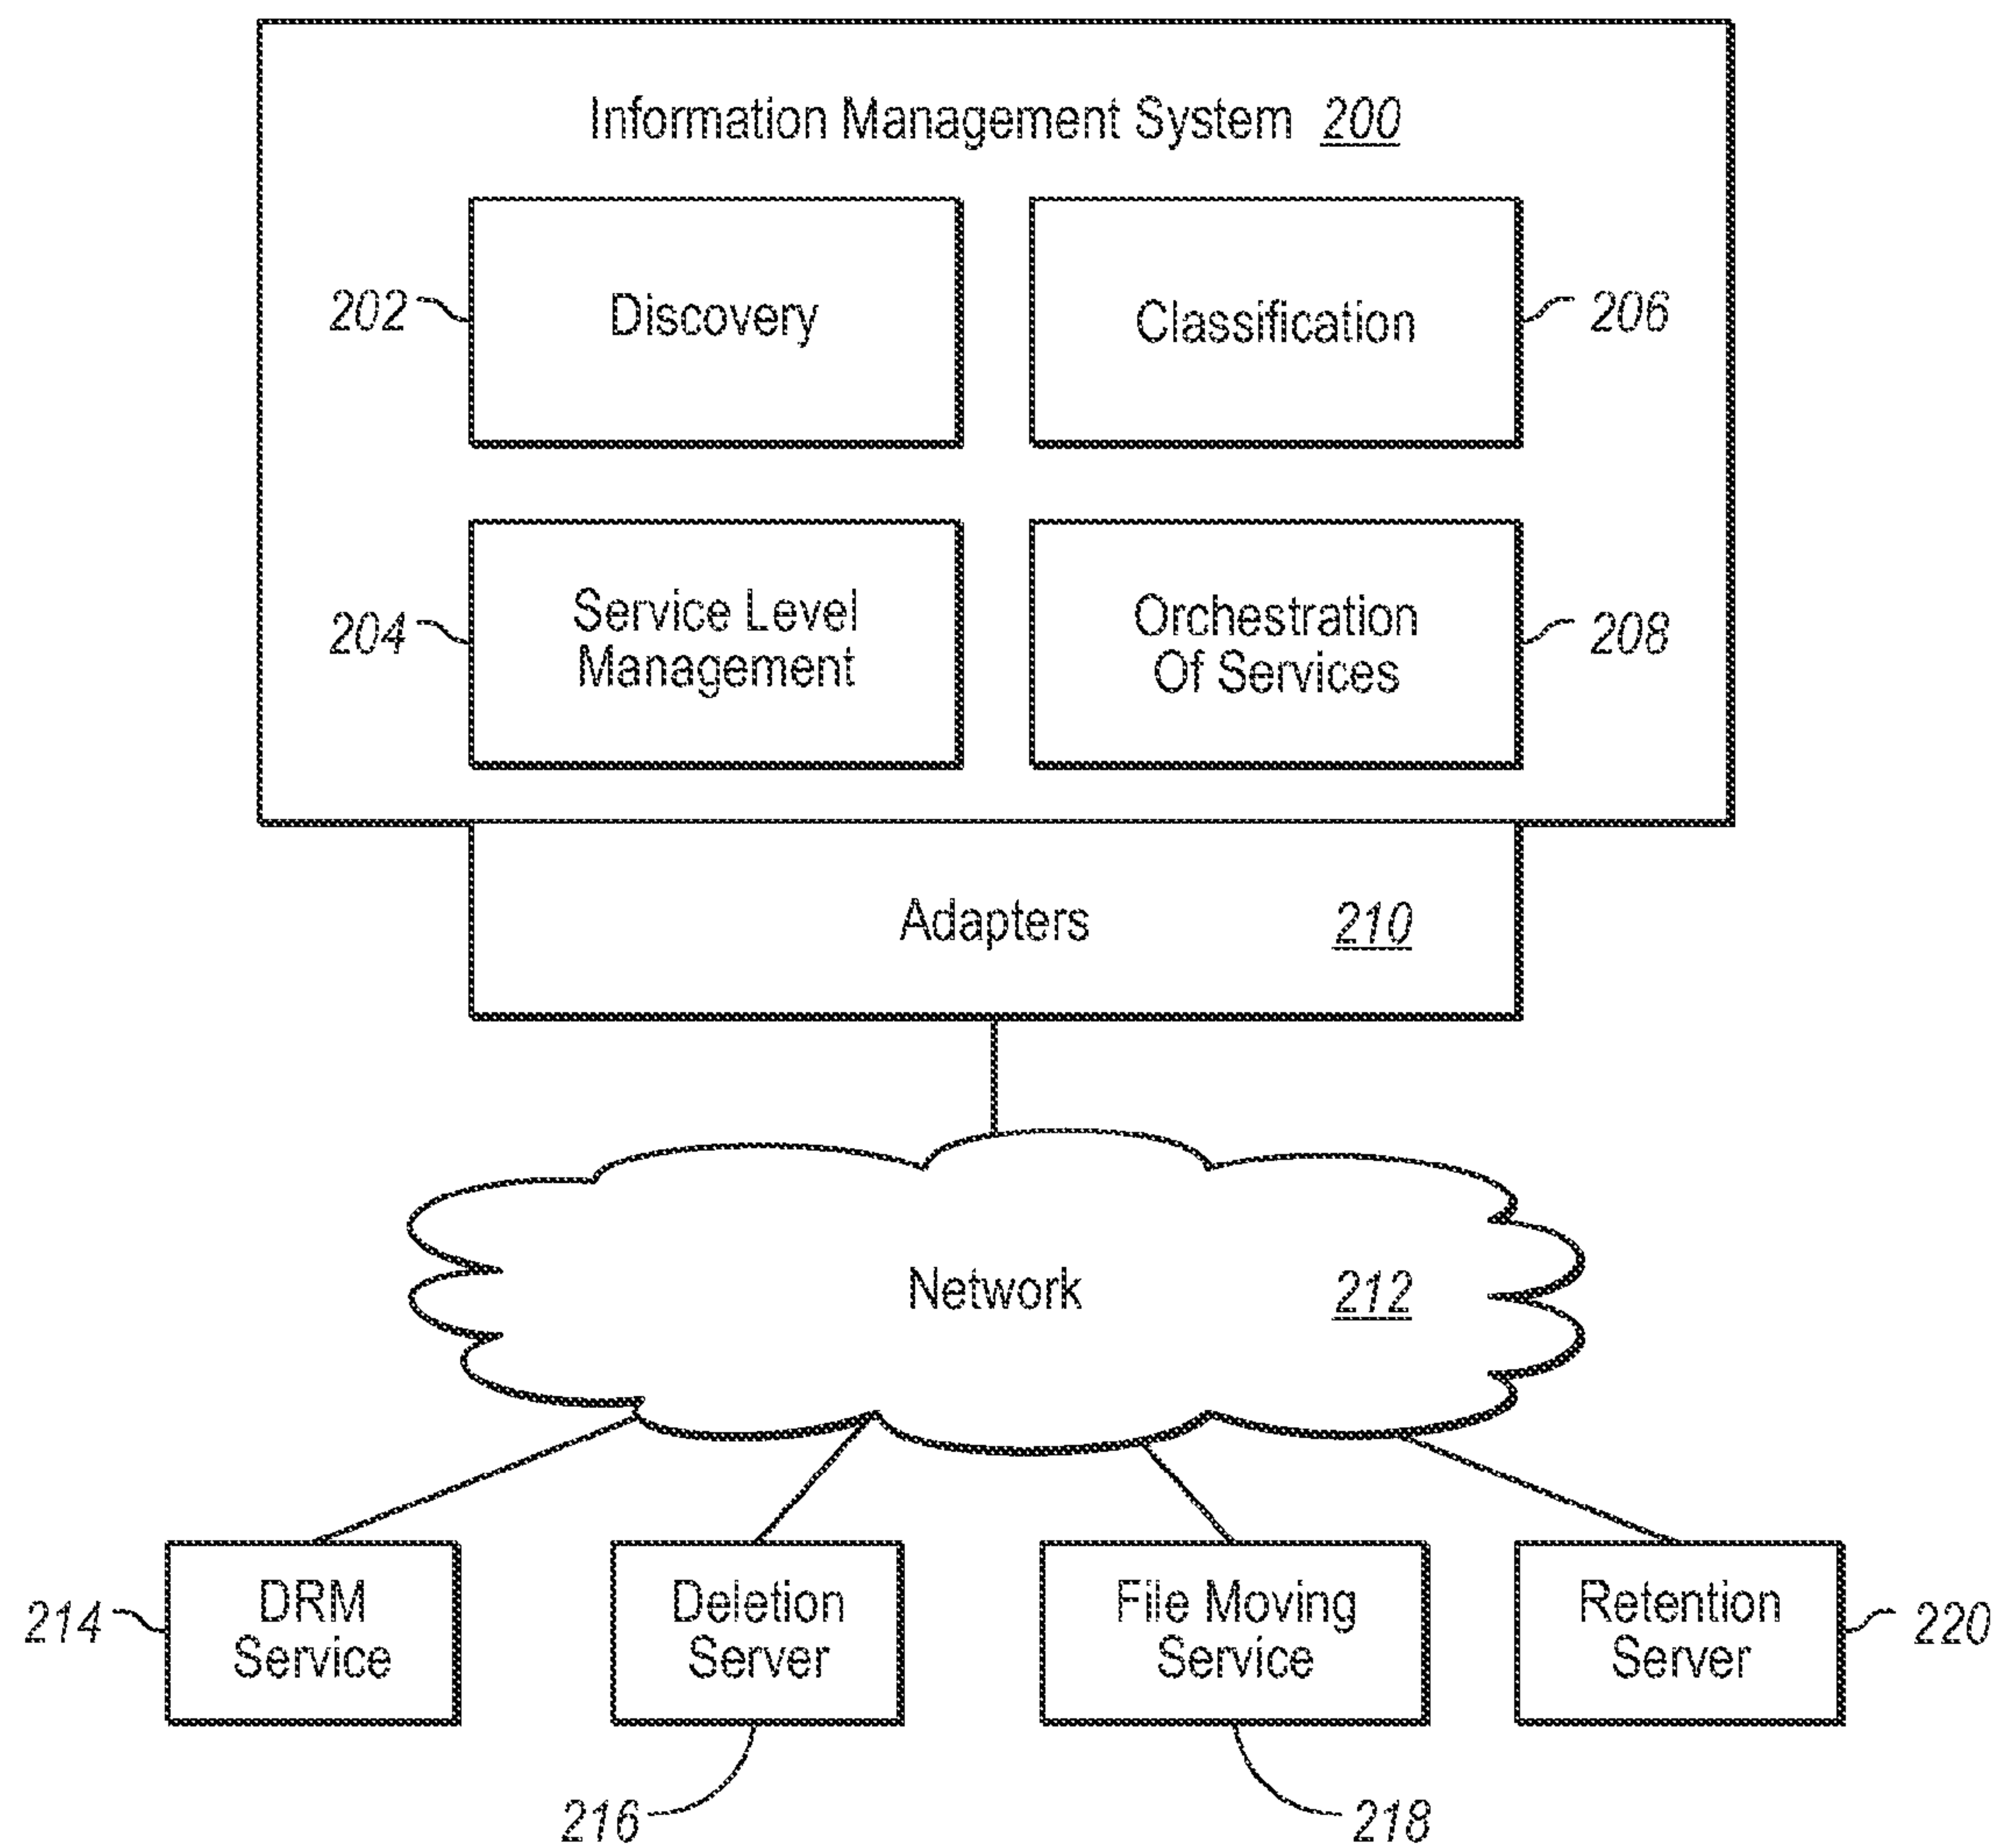 Information Management System 200
202
Discovery
Classification
206
204
Service Level
Management
Orchestration
Of Services
208
Adapters 210
Network 212
214
DRM
Service
Deletion
Server
File Moving
Service
Retention
Server
220
216
218